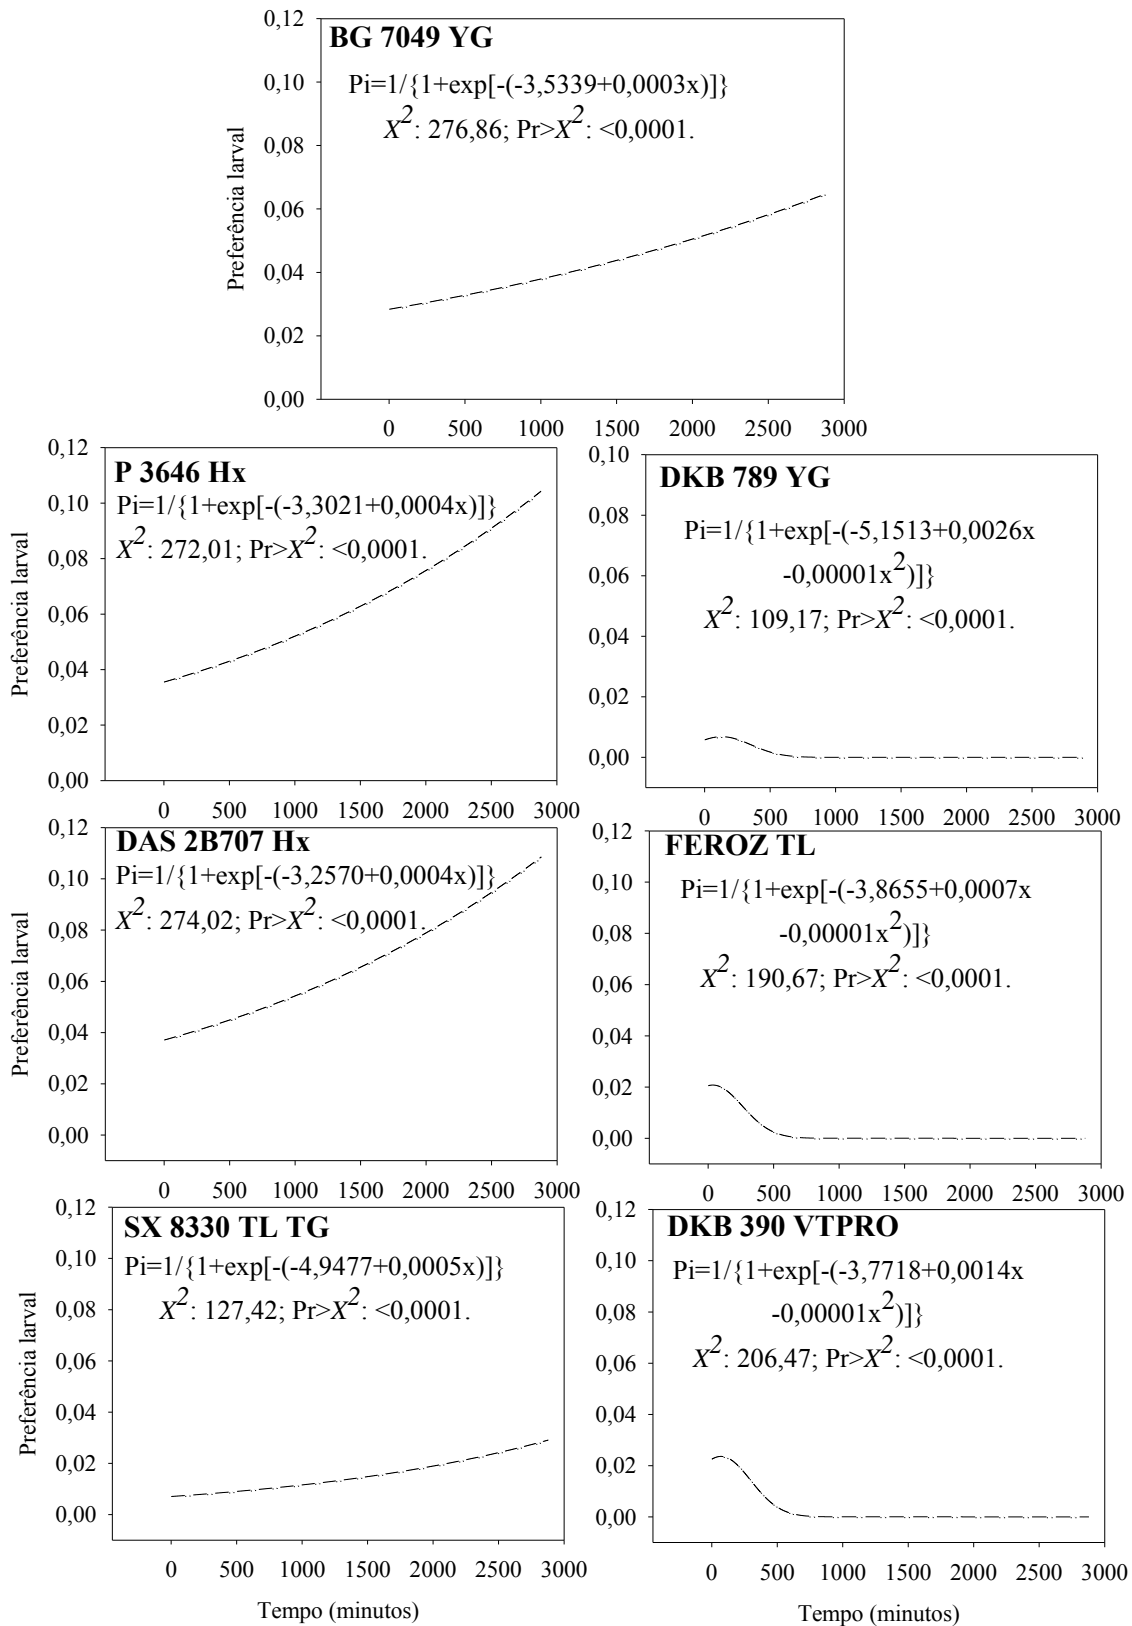 BG 7049 YG
Pi=1/{1+exp[-(-3,5339+0,0003x)]}
X²: 276,86; Pr>X²: <0,0001.
Preferência larval
0,12
0,10
0,08
0,06
0,04
0,02
0,00
0 500 1000 1500 2000 2500 3000
P 3646 Hx
Pi=1/{1+exp[-(-3,3021+0,0004x)]}
X²: 272,01; Pr>X²: <0,0001.
Preferência larval
0,12
0,10
0,08
0,06
0,04
0,02
0,00
0 500 1000 1500 2000 2500 3000
DKB 789 YG
Pi=1/{1+exp[-(-5,1513+0,0026x
-0,00001x²)]}
X²: 109,17; Pr>X²: <0,0001.
0,10
0,08
0,06
0,04
0,02
0,00
0 500 1000 1500 2000 2500 3000
DAS 2B707 Hx
Pi=1/{1+exp[-(-3,2570+0,0004x)]}
X²: 274,02; Pr>X²: <0,0001.
Preferência larval
0,12
0,10
0,08
0,06
0,04
0,02
0,00
0 500 1000 1500 2000 2500 3000
FEROZ TL
Pi=1/{1+exp[-(-3,8655+0,0007x
-0,00001x²)]}
X²: 190,67; Pr>X²: <0,0001.
0,12
0,10
0,08
0,06
0,04
0,02
0,00
0 500 1000 1500 2000 2500 3000
SX 8330 TL TG
Pi=1/{1+exp[-(-4,9477+0,0005x)]}
X²: 127,42; Pr>X²: <0,0001.
Preferência larval
0,12
0,10
0,08
0,06
0,04
0,02
0,00
0 500 1000 1500 2000 2500 3000
Tempo (minutos)
DKB 390 VTPRO
Pi=1/{1+exp[-(-3,7718+0,0014x
-0,00001x²)]}
X²: 206,47; Pr>X²: <0,0001.
0,12
0,10
0,08
0,06
0,04
0,02
0,00
0 500 1000 1500 2000 2500 3000
Tempo (minutos)